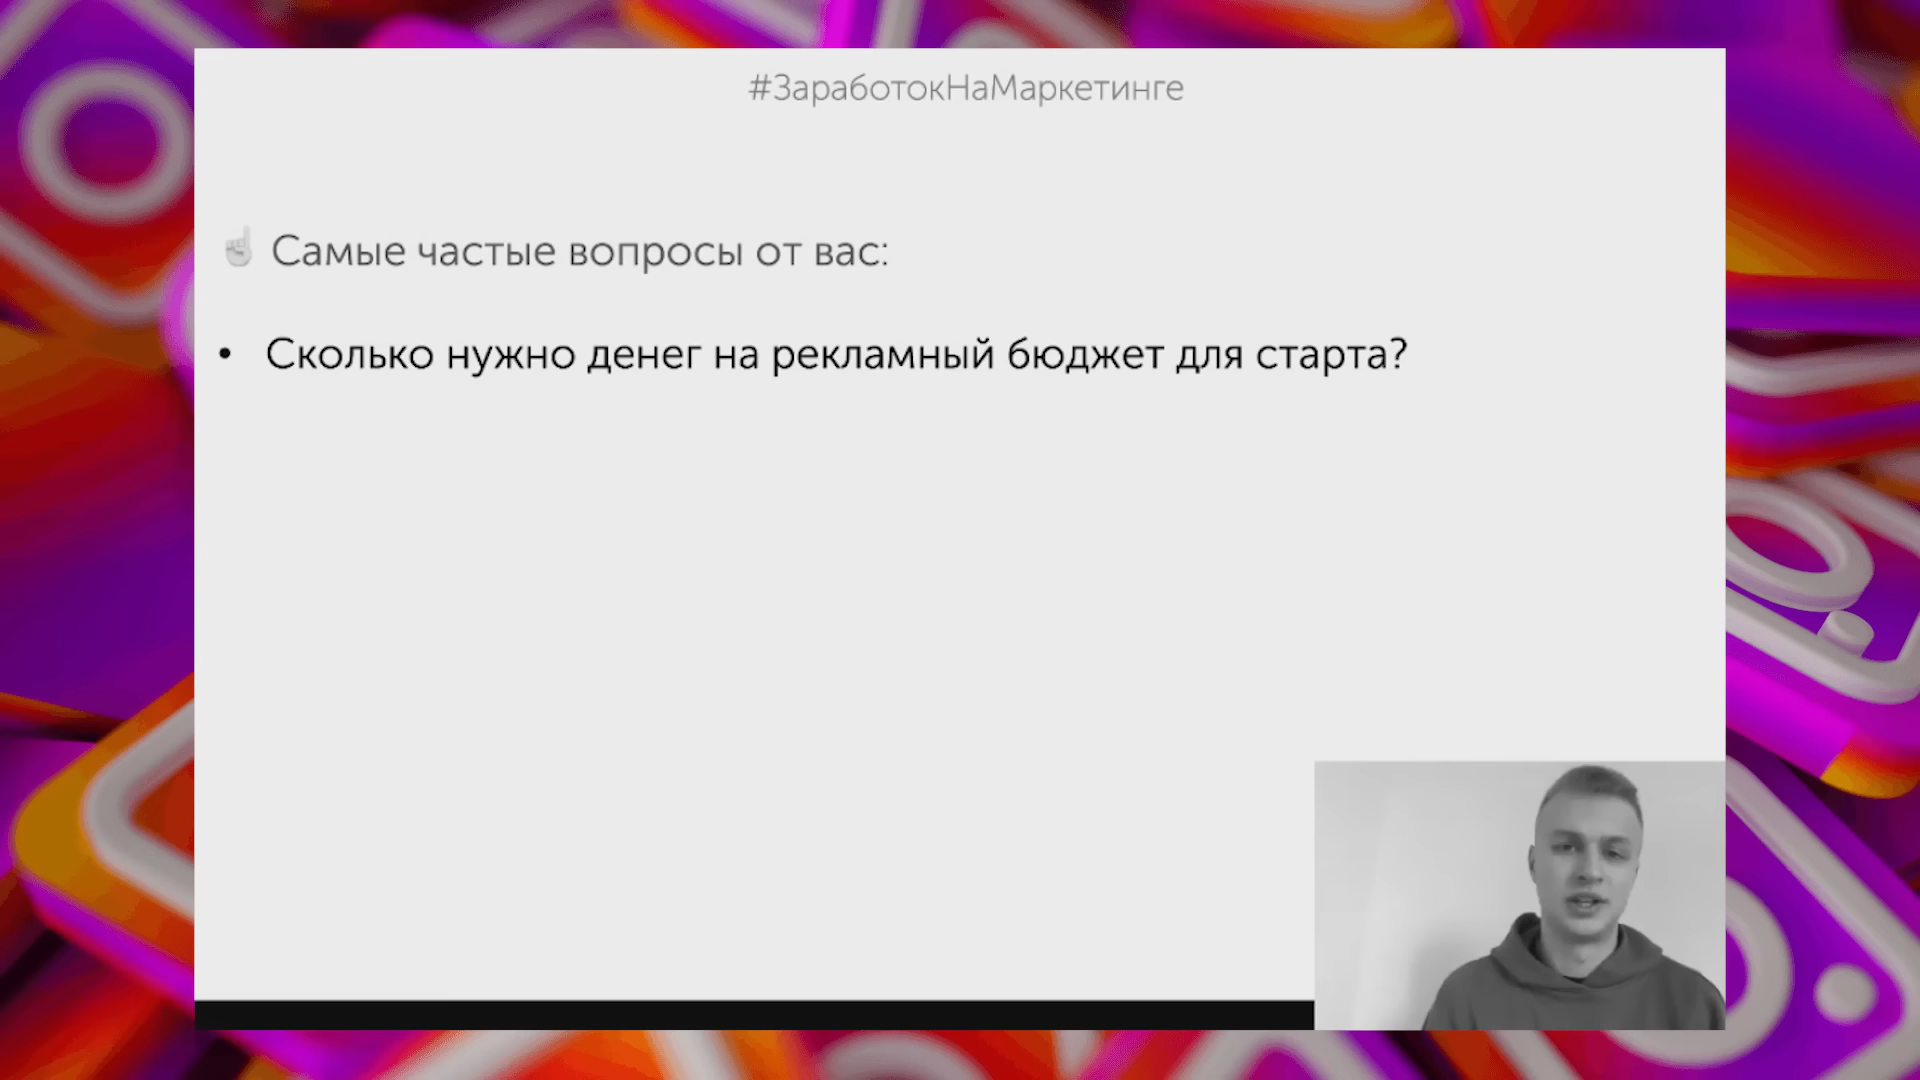 #ЗаработокНаМаркетинге
☝ Самые частые вопросы от вас:
• Сколько нужно денег на рекламный бюджет для старта?